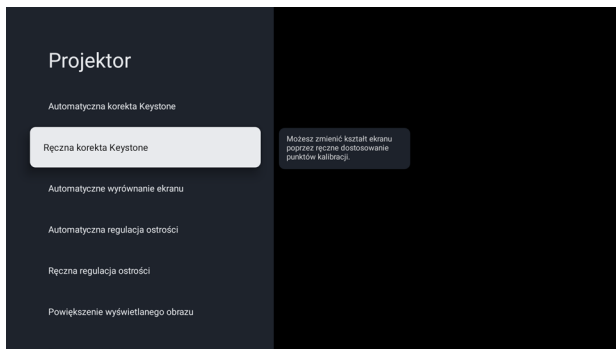 Projektor
Automatyczna korekta Keystone
Ręczna korekta Keystone
Możesz zmienić kształt ekranu
poprzez ręczne dostosowanie
punktów kalibracji.
Automatyczne wyrównanie ekranu
Automatyczna regulacja ostrości
Ręczna regulacja ostrości
Powiększenie wyświetlanego obrazu